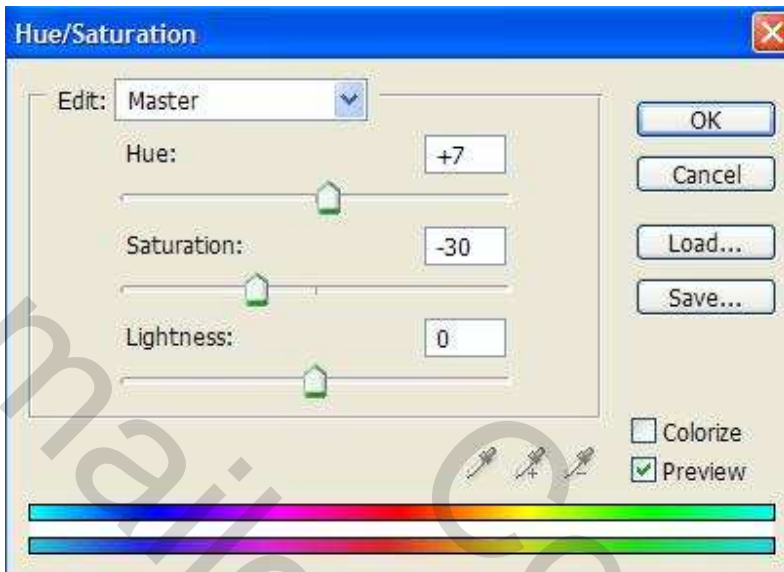 Hue/Saturation
Edit: Master
OK
Hue: +7
Cancel
Saturation: -30
Load...
Save...
Lightness: 0
Colorize
Preview